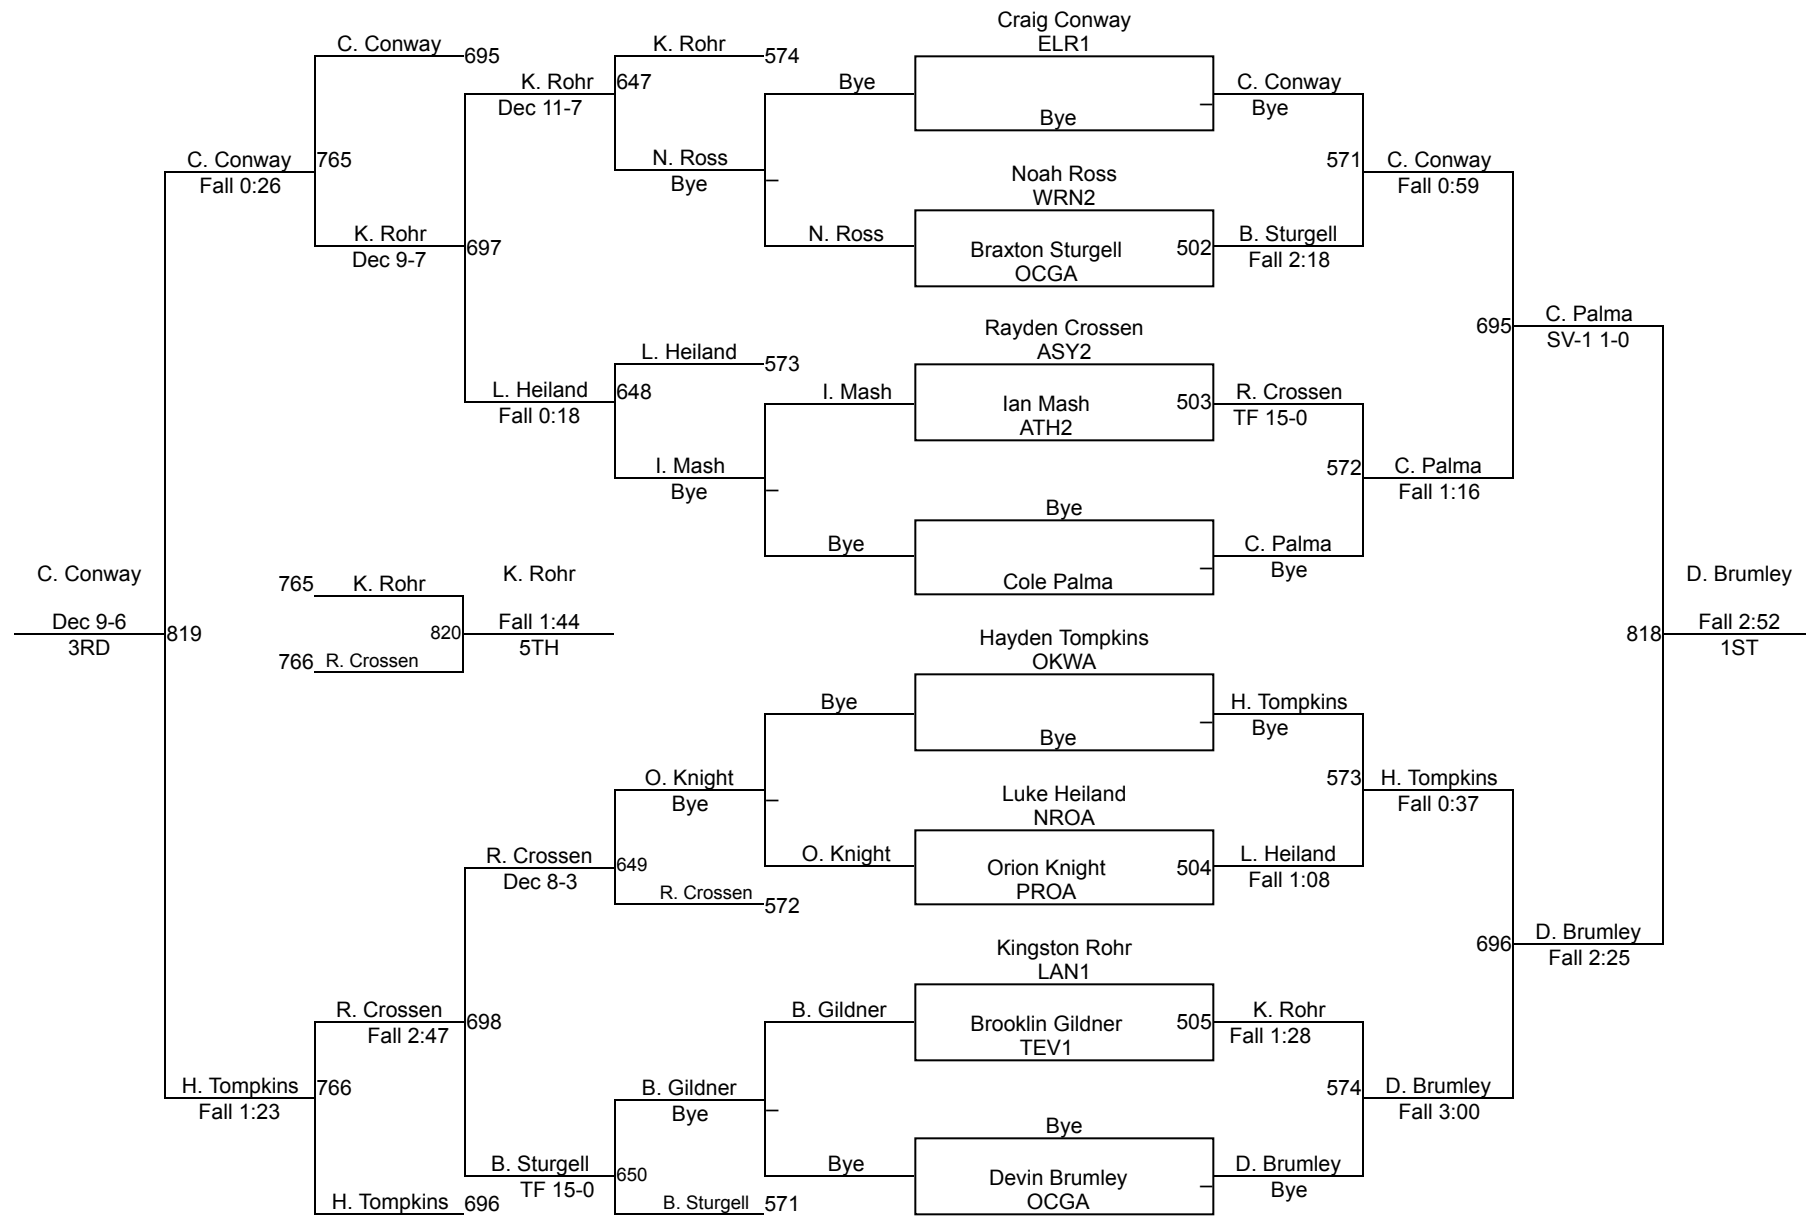 Craig Conway
ELR1
C. Conway
695
K. Rohr
574
K. Rohr
647
Dec 11-7
Bye
Bye
C. Conway
Bye
C. Conway
765
Fall 0:26
N. Ross
Bye
571
C. Conway
Fall 0:59
Noah Ross
WRN2
K. Rohr
697
Dec 9-7
N. Ross
Braxton Sturgell
502
OCGA
B. Sturgell
Fall 2:18
Rayden Crossen
ASY2
695
C. Palma
SV-1 1-0
L. Heiland
573
L. Heiland
648
Fall 0:18
I. Mash
Ian Mash
503
ATH2
R. Crossen
TF 15-0
I. Mash
Bye
572
C. Palma
Fall 1:16
Bye
Bye
Cole Palma
C. Palma
Bye
C. Conway
Dec 9-6
819
3RD
765
K. Rohr
766
R. Crossen
820
K. Rohr
Fall 1:44
5TH
818
D. Brumley
Fall 2:52
1ST
Hayden Tompkins
OKWA
Bye
Bye
H. Tompkins
Bye
O. Knight
Bye
573
H. Tompkins
Fall 0:37
Luke Heiland
NROA
R. Crossen
649
Dec 8-3
O. Knight
Orion Knight
504
PROA
L. Heiland
Fall 1:08
R. Crossen
572
696
D. Brumley
Fall 2:25
Kingston Rohr
LAN1
R. Crossen
698
Fall 2:47
B. Gildner
Brooklin Gildner
505
TEV1
K. Rohr
Fall 1:28
H. Tompkins
766
Fall 1:23
B. Gildner
Bye
574
D. Brumley
Fall 3:00
Bye
B. Sturgell
650
TF 15-0
Bye
Devin Brumley
OCGA
D. Brumley
Bye
H. Tompkins
696
B. Sturgell
571